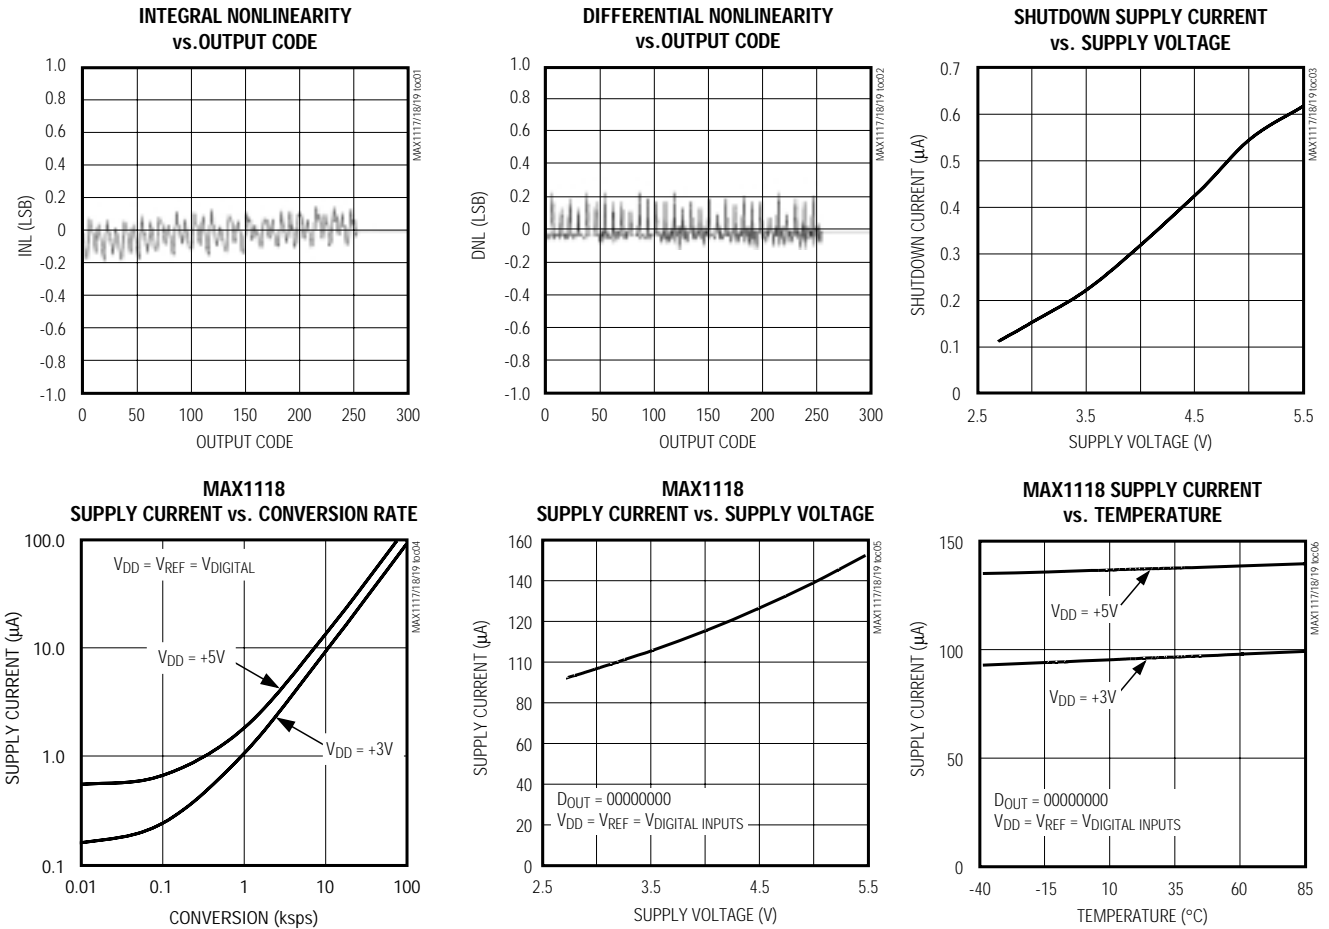 INTEGRAL NONLINEARITY
vs.OUTPUT CODE
1.0
0.8
0.6
0.4
0.2
0
-0.2
-0.4
-0.6
-0.8
-1.0
INL (LSB)
0 50 100 150 200 250 300
OUTPUT CODE
MAX1117/18/19 toc01
DIFFERENTIAL NONLINEARITY
vs.OUTPUT CODE
1.0
0.8
0.6
0.4
0.2
0
-0.2
-0.4
-0.6
-0.8
-1.0
DNL (LSB)
0 50 100 150 200 250 300
OUTPUT CODE
MAX1117/18/19 toc02
SHUTDOWN SUPPLY CURRENT
vs. SUPPLY VOLTAGE
0.7
0.6
0.5
0.4
0.3
0.2
0.1
0
SHUTDOWN CURRENT (µA)
2.5 3.5 4.5 5.5
SUPPLY VOLTAGE (V)
MAX1117/18/19 toc03
MAX1118
SUPPLY CURRENT vs. CONVERSION RATE
100.0
10.0
1.0
0.1
SUPPLY CURRENT (µA)
VDD = VREF = VDIGITAL
VDD = +5V
VDD = +3V
0.01 0.1 1 10 100
CONVERSION (ksps)
MAX1117/18/19 toc04
MAX1118
SUPPLY CURRENT vs. SUPPLY VOLTAGE
160
140
120
110
80
60
40
20
0
SUPPLY CURRENT (µA)
DOUT = 00000000
VDD = VREF = VDIGITAL INPUTS
2.5 3.5 4.5 5.5
SUPPLY VOLTAGE (V)
MAX1117/18/19 toc05
MAX1118 SUPPLY CURRENT
vs. TEMPERATURE
150
100
50
0
SUPPLY CURRENT (µA)
VDD = +5V
VDD = +3V
DOUT = 00000000
VDD = VREF = VDIGITAL INPUTS
-40 -15 10 35 60 85
TEMPERATURE (°C)
MAX1117/18/19 toc06